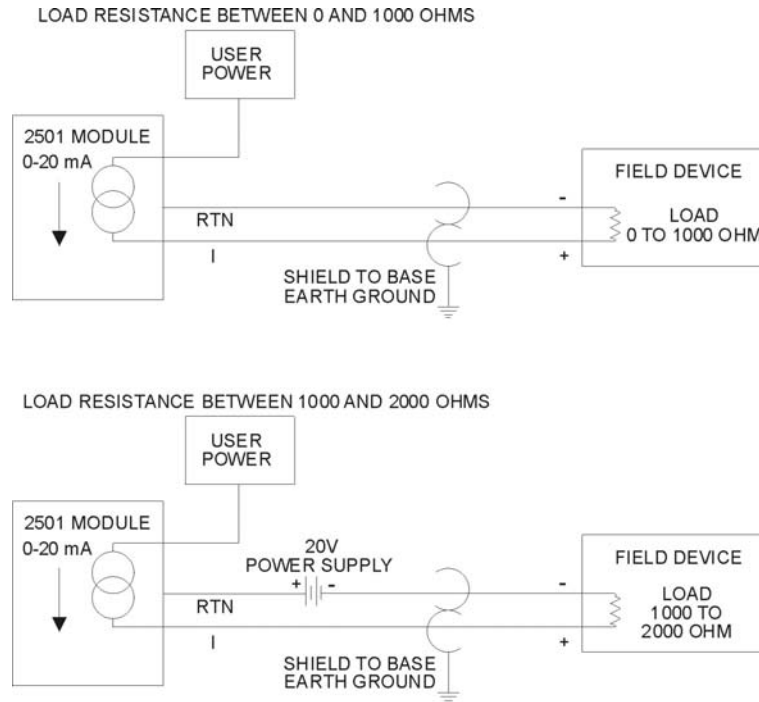 LOAD RESISTANCE BETWEEN 0 AND 1000 OHMS
USER
POWER
2501 MODULE
0-20 mA
RTN
I
SHIELD TO BASE
EARTH GROUND
-
+
FIELD DEVICE
LOAD
0 TO 1000 OHM
LOAD RESISTANCE BETWEEN 1000 AND 2000 OHMS
USER
POWER
2501 MODULE
0-20 mA
20V
POWER SUPPLY
+ -
RTN
I
SHIELD TO BASE
EARTH GROUND
-
+
FIELD DEVICE
LOAD
1000 TO
2000 OHM